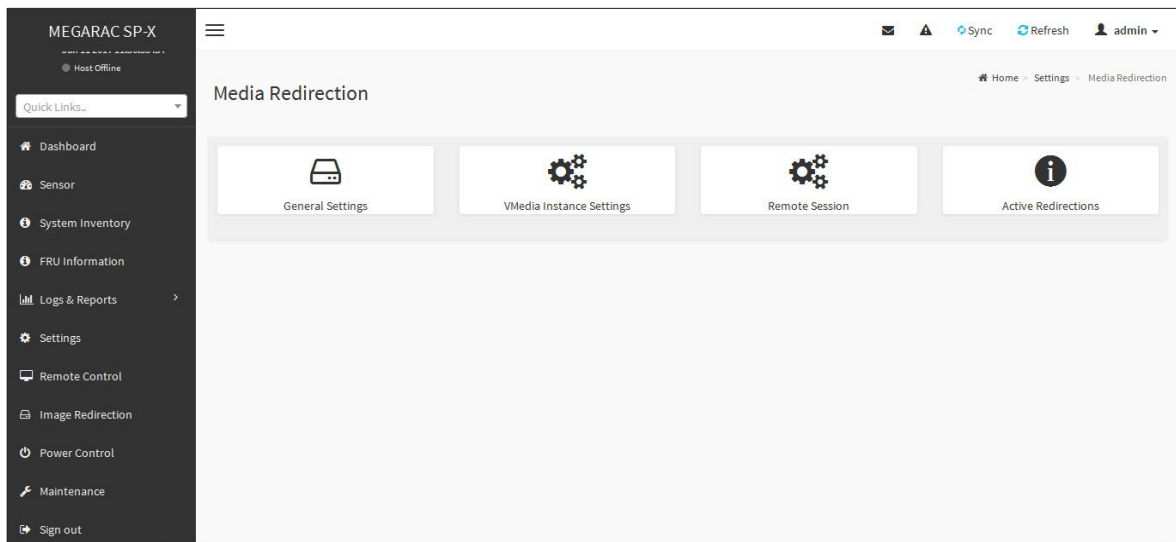 MEGARAC SP-X
Host Offline
Quick Links..
Dashboard
Sensor
System Inventory
FRU Information
Logs & Reports
Settings
Remote Control
Image Redirection
Power Control
Maintenance
Sign out
Sync
Refresh
admin
Media Redirection
Home > Settings > Media Redirection
General Settings
VMedia Instance Settings
Remote Session
Active Redirections